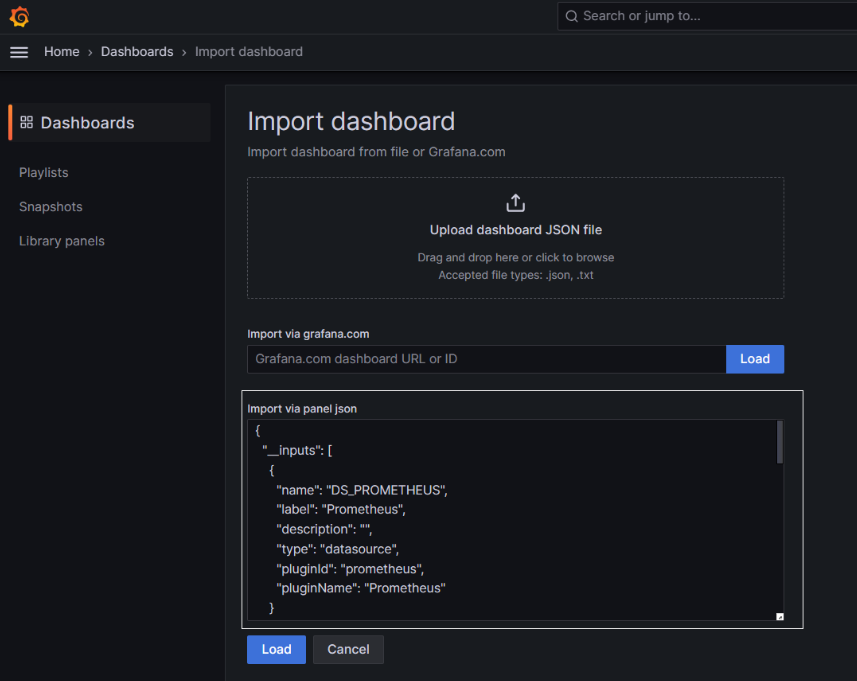 Search or jump to...
Home › Dashboards › Import dashboard
Dashboards
Playlists
Snapshots
Library panels
Import dashboard
Import dashboard from file or Grafana.com
Upload dashboard JSON file
Drag and drop here or click to browse
Accepted file types: .json, .txt
Import via grafana.com
Grafana.com dashboard URL or ID Load
Import via panel json
{
"__inputs": [
{
"name": "DS_PROMETHEUS",
"label": "Prometheus",
"description": "",
"type": "datasource",
"pluginId": "prometheus",
"pluginName": "Prometheus"
}
Load Cancel